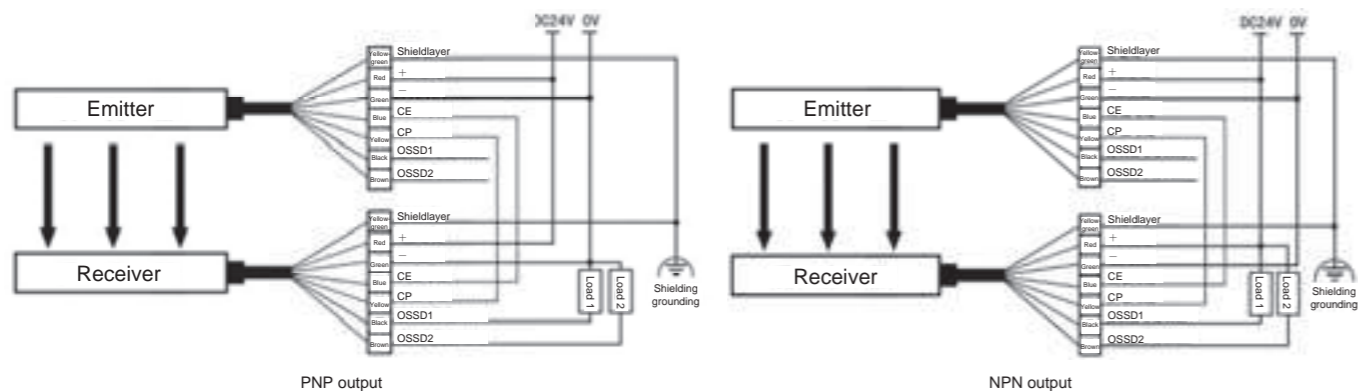 DC24V 0V
Yellow-green Shieldlayer
Red +
Green −
Blue CE
Yellow CP
Black OSSD1
Brown OSSD2
Emitter
Yellow-green Shieldlayer
Red +
Green −
Blue CE
Yellow CP
Black OSSD1
Brown OSSD2
Receiver
Load 1
Load 2
Shielding
grounding
PNP output
DC24V 0V
Yellow-green Shieldlayer
Red +
Green −
Blue CE
Yellow CP
Black OSSD1
Brown OSSD2
Emitter
Yellow-green Shieldlayer
Red +
Green −
Blue CE
Yellow CP
Black OSSD1
Brown OSSD2
Receiver
Load 1
Load 2
Shielding
grounding
NPN output